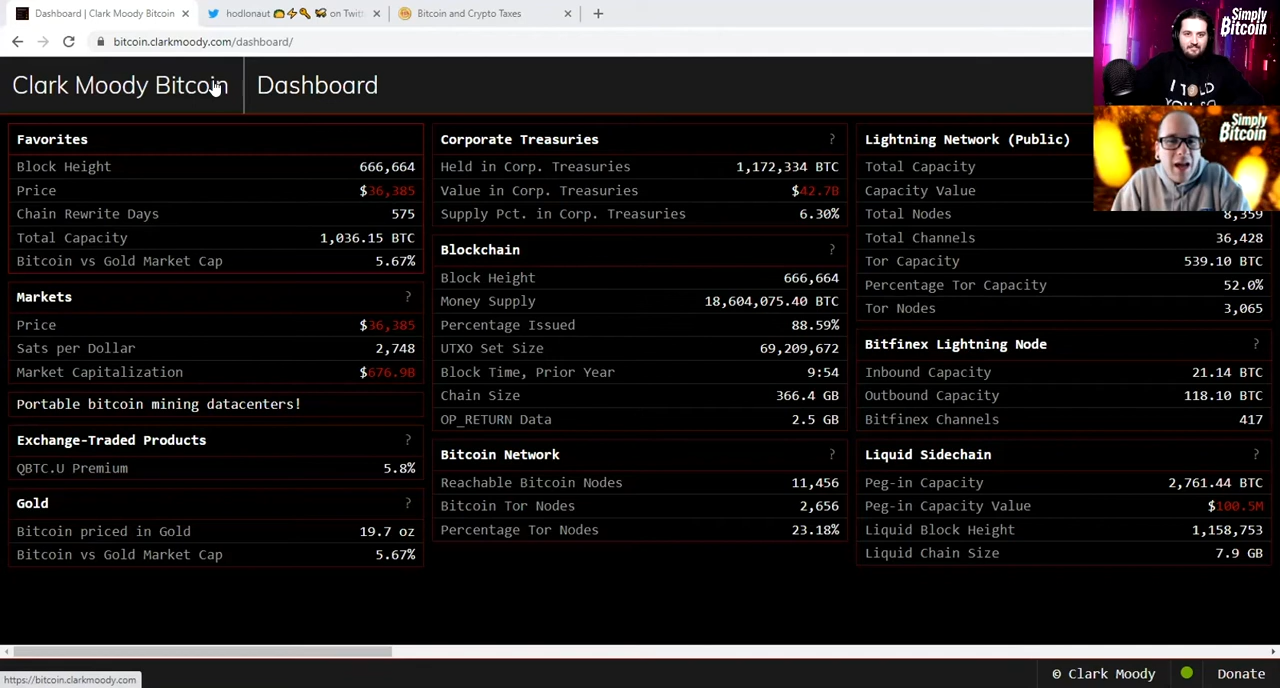 Dashboard | Clark Moody Bitcoin
hodlonaut
on Twit
Bitcoin and Crypto Taxes
bitcoin.clarkmoody.com/dashboard/
Clark Moody Bitcoin
Dashboard
Favorites
Block Height 666,664
Price $36,385
Chain Rewrite Days 575
Total Capacity 1,036.15 BTC
Bitcoin vs Gold Market Cap 5.67%
Markets ?
Price $36,385
Sats per Dollar 2,748
Market Capitalization $676.9B
Portable bitcoin mining datacenters!
Exchange-Traded Products ?
QBTC.U Premium 5.8%
Gold ?
Bitcoin priced in Gold 19.7 oz
Bitcoin vs Gold Market Cap 5.67%
Corporate Treasuries ?
Held in Corp. Treasuries 1,172,334 BTC
Value in Corp. Treasuries $42.7B
Supply Pct. in Corp. Treasuries 6.30%
Blockchain ?
Block Height 666,664
Money Supply 18,604,075.40 BTC
Percentage Issued 88.59%
UTXO Set Size 69,209,672
Block Time, Prior Year 9:54
Chain Size 366.4 GB
OP_RETURN Data 2.5 GB
Bitcoin Network ?
Reachable Bitcoin Nodes 11,456
Bitcoin Tor Nodes 2,656
Percentage Tor Nodes 23.18%
Lightning Network (Public)
Total Capacity
Capacity Value
Total Nodes 8,359
Total Channels 36,428
Tor Capacity 539.10 BTC
Percentage Tor Capacity 52.0%
Tor Nodes 3,065
Bitfinex Lightning Node ?
Inbound Capacity 21.14 BTC
Outbound Capacity 118.10 BTC
Bitfinex Channels 417
Liquid Sidechain ?
Peg-in Capacity 2,761.44 BTC
Peg-in Capacity Value $100.5M
Liquid Block Height 1,158,753
Liquid Chain Size 7.9 GB
Simply
Bitcoin
I TOLD
YOU SO
Simply
Bitcoin
https://bitcoin.clarkmoody.com
© Clark Moody
Donate